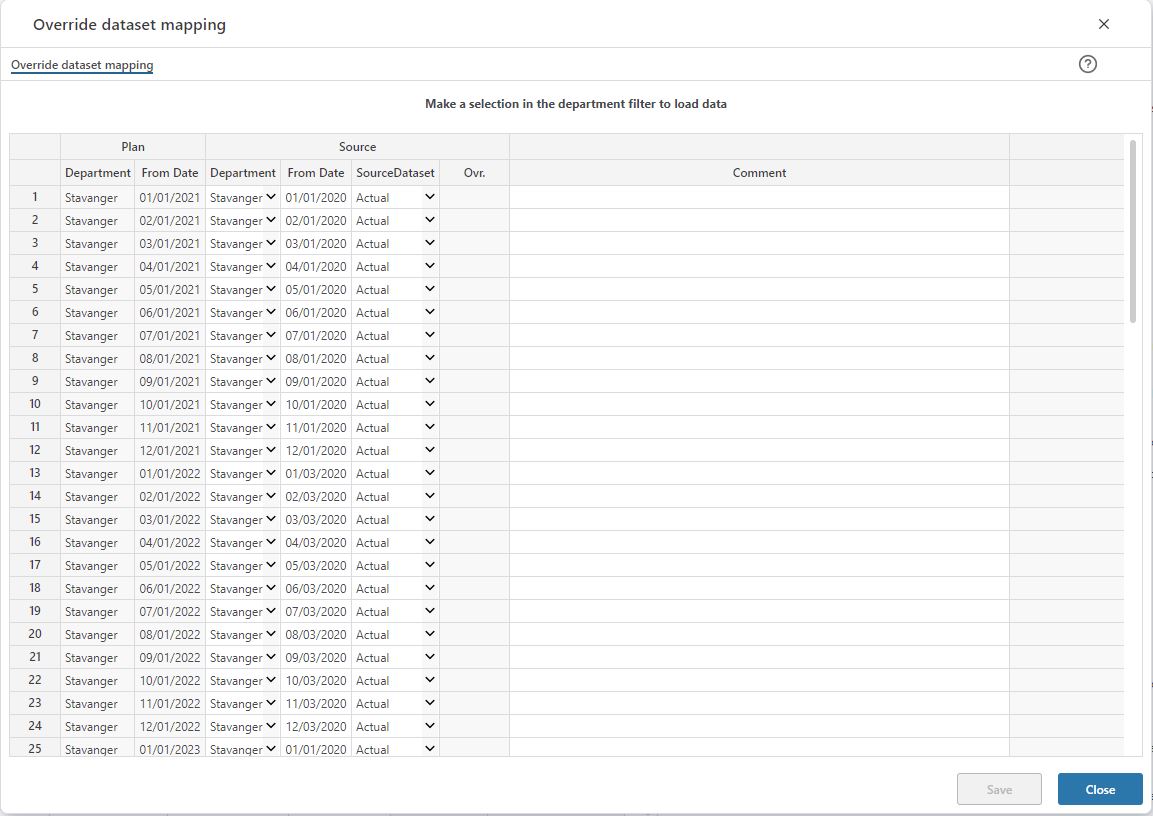 Override dataset mapping
Override dataset mapping
?
Make a selection in the department filter to load data
Plan Source
Department From Date Department From Date SourceDataset Ovr. Comment
1 Stavanger 01/01/2021 Stavanger 01/01/2020 Actual
2 Stavanger 02/01/2021 Stavanger 02/01/2020 Actual
3 Stavanger 03/01/2021 Stavanger 03/01/2020 Actual
4 Stavanger 04/01/2021 Stavanger 04/01/2020 Actual
5 Stavanger 05/01/2021 Stavanger 05/01/2020 Actual
6 Stavanger 06/01/2021 Stavanger 06/01/2020 Actual
7 Stavanger 07/01/2021 Stavanger 07/01/2020 Actual
8 Stavanger 08/01/2021 Stavanger 08/01/2020 Actual
9 Stavanger 09/01/2021 Stavanger 09/01/2020 Actual
10 Stavanger 10/01/2021 Stavanger 10/01/2020 Actual
11 Stavanger 11/01/2021 Stavanger 11/01/2020 Actual
12 Stavanger 12/01/2021 Stavanger 12/01/2020 Actual
13 Stavanger 01/01/2022 Stavanger 01/03/2020 Actual
14 Stavanger 02/01/2022 Stavanger 02/03/2020 Actual
15 Stavanger 03/01/2022 Stavanger 03/03/2020 Actual
16 Stavanger 04/01/2022 Stavanger 04/03/2020 Actual
17 Stavanger 05/01/2022 Stavanger 05/03/2020 Actual
18 Stavanger 06/01/2022 Stavanger 06/03/2020 Actual
19 Stavanger 07/01/2022 Stavanger 07/03/2020 Actual
20 Stavanger 08/01/2022 Stavanger 08/03/2020 Actual
21 Stavanger 09/01/2022 Stavanger 09/03/2020 Actual
22 Stavanger 10/01/2022 Stavanger 10/03/2020 Actual
23 Stavanger 11/01/2022 Stavanger 11/03/2020 Actual
24 Stavanger 12/01/2022 Stavanger 12/03/2020 Actual
25 Stavanger 01/01/2023 Stavanger 01/01/2020 Actual
Save Close